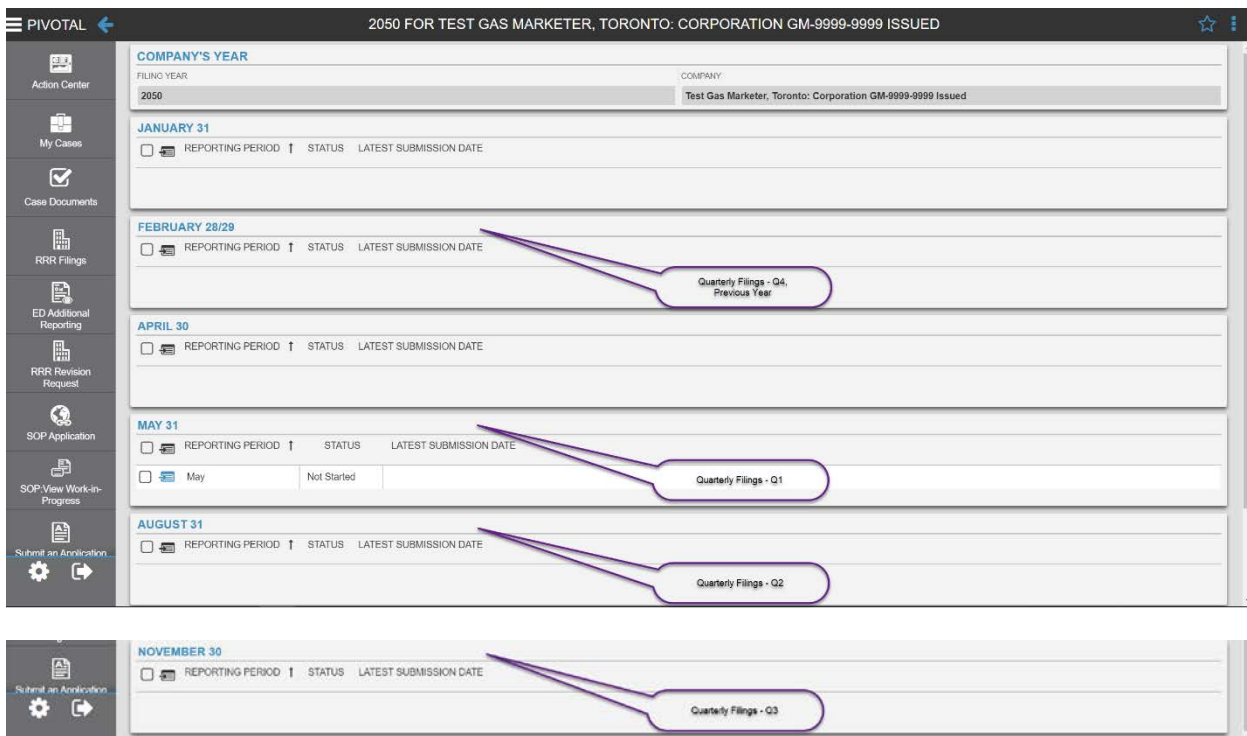 PIVOTAL
2050 FOR TEST GAS MARKETER, TORONTO: CORPORATION GM-9999-9999 ISSUED
Action Center
My Cases
Case Documents
RRR Filings
ED Additional
Reporting
RRR Revision
Request
SOP Application
SOP:View Work-in-
Progress
Submit an Application
COMPANY'S YEAR
FILING YEAR COMPANY
2050 Test Gas Marketer, Toronto: Corporation GM-9999-9999 Issued
JANUARY 31
REPORTING PERIOD ↑ STATUS LATEST SUBMISSION DATE
FEBRUARY 28/29
REPORTING PERIOD ↑ STATUS LATEST SUBMISSION DATE
Quarterly Filings - Q4,
Previous Year
APRIL 30
REPORTING PERIOD ↑ STATUS LATEST SUBMISSION DATE
MAY 31
REPORTING PERIOD ↑ STATUS LATEST SUBMISSION DATE
May Not Started
Quarterly Filings - Q1
AUGUST 31
REPORTING PERIOD ↑ STATUS LATEST SUBMISSION DATE
Quarterly Filings - Q2
Submit an Application
NOVEMBER 30
REPORTING PERIOD ↑ STATUS LATEST SUBMISSION DATE
Quarterly Filings - Q3